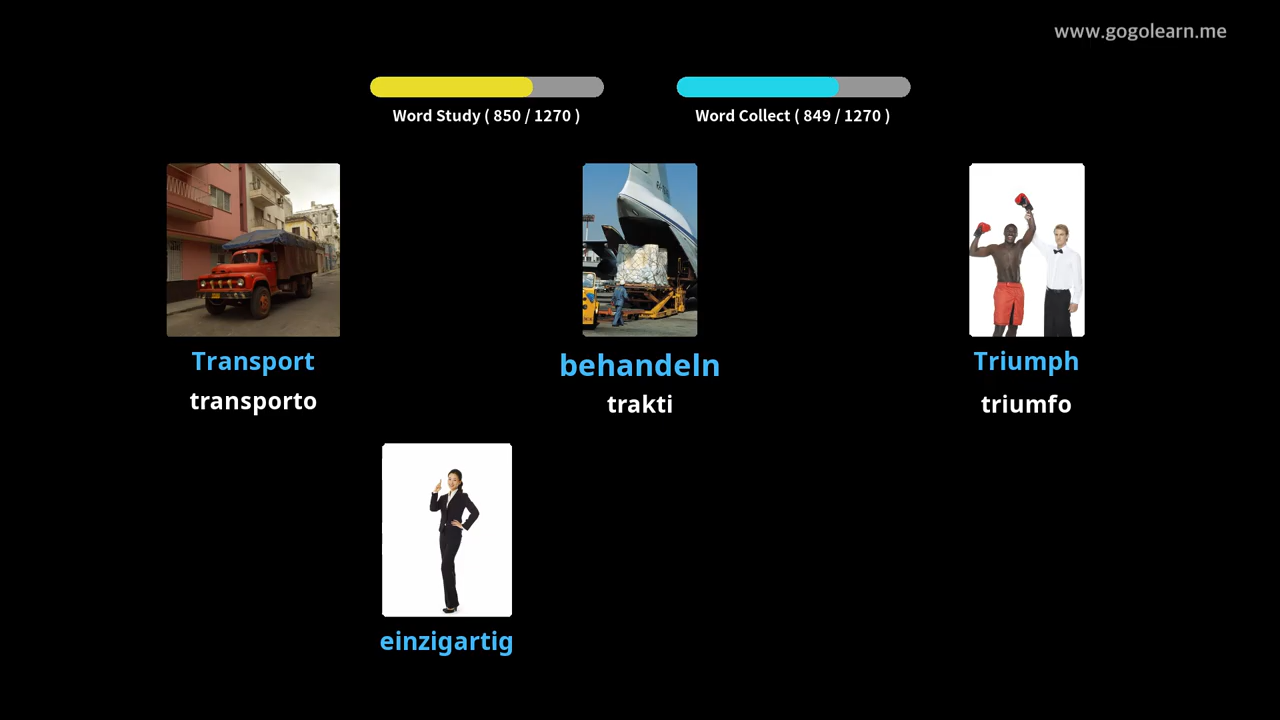 www.gogolearn.me
Word Study ( 850 / 1270 )
Word Collect ( 849 / 1270 )
Transport
transporto
behandeln
trakti
Triumph
triumfo
einzigartig